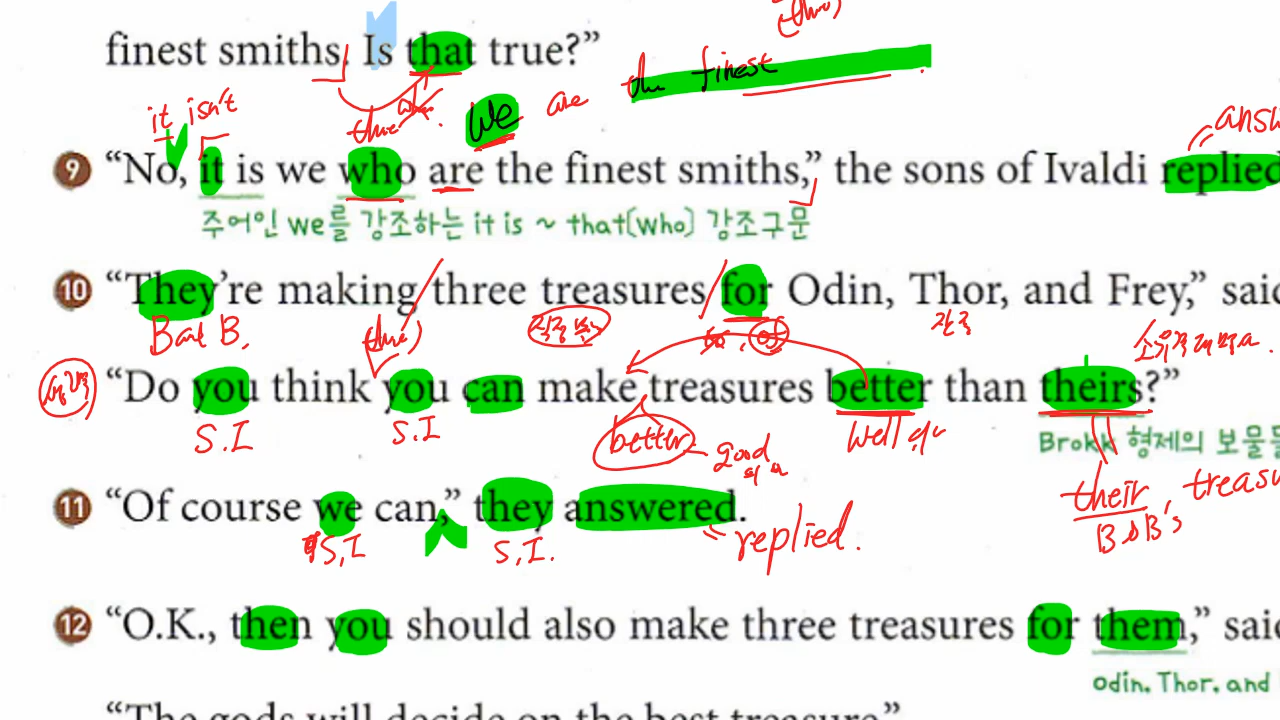 (tho)
finest smiths. Is that true?”
the finest
it isn't
the
We are
answ
9 “No, it is we who are the finest smiths,” the sons of Ivaldi replied
주어인 we를 강조하는 it is ~ that(who) 강조구문
10 “They’re making three treasures for Odin, Thor, and Frey,” said
B
“Do you think you can make treasures better than theirs?”
S.I
S.I
better
good
well
Brokk 형제의 보물들
their treasu
B&B's
11 “Of course we can,” they answered.
S,I
S.I.
replied.
12 “O.K., then you should also make three treasures for them,” said
Odin, Thor, and
“The gods will decide on the best treasure”